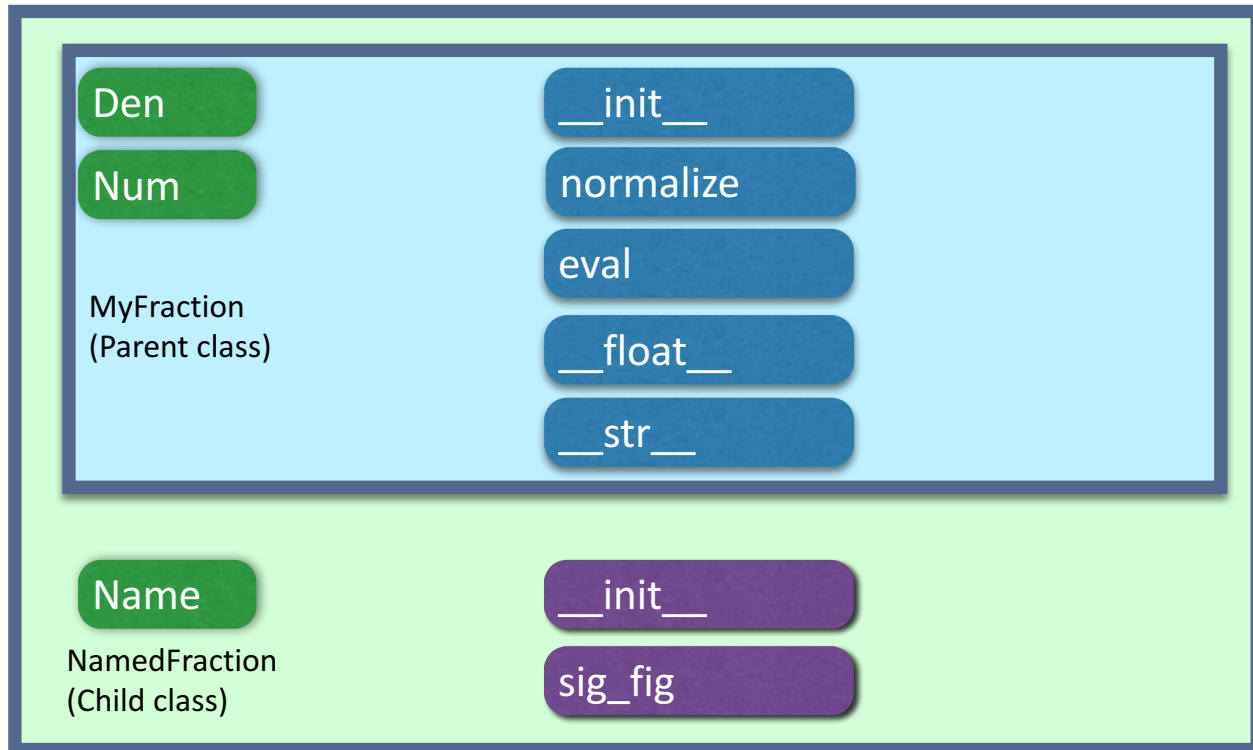 Den
__init__
Num
normalize
eval
MyFraction
(Parent class)
__float__
__str__
Name
__init__
NamedFraction
(Child class)
sig_fig